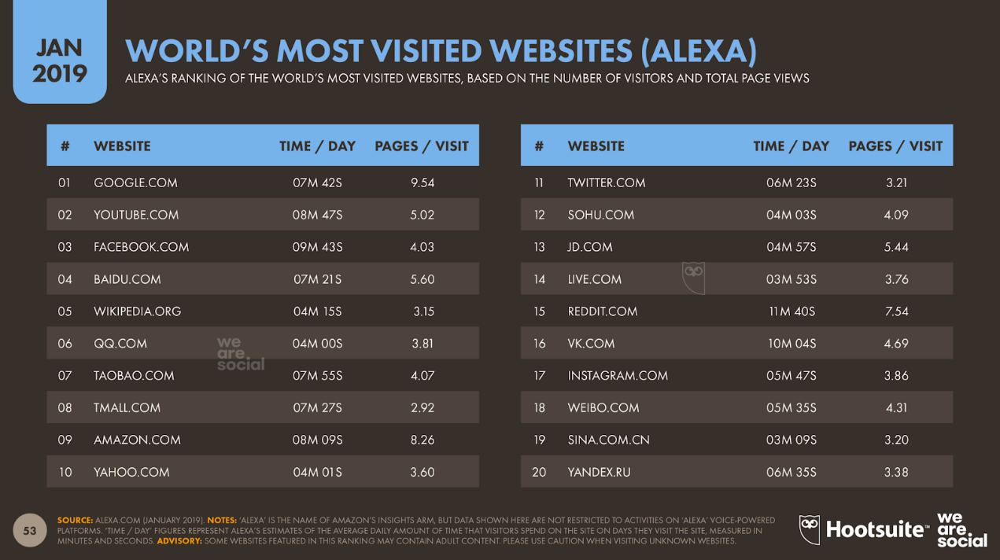 JAN
2019
WORLD'S MOST VISITED WEBSITES (ALEXA)
ALEXA'S RANKING OF THE WORLD'S MOST VISITED WEBSITES, BASED ON THE NUMBER OF VISITORS AND TOTAL PAGE VIEWS
# WEBSITE TIME / DAY PAGES / VISIT
01 GOOGLE.COM 07M 42S 9.54
02 YOUTUBE.COM 08M 47S 5.02
03 FACEBOOK.COM 09M 43S 4.03
04 BAIDU.COM 07M 21S 5.60
05 WIKIPEDIA.ORG 04M 15S 3.15
06 QQ.COM 04M 00S 3.81
07 TAOBAO.COM 07M 55S 4.07
08 TMALL.COM 07M 27S 2.92
09 AMAZON.COM 08M 09S 8.26
10 YAHOO.COM 04M 01S 3.60
we
are
social
# WEBSITE TIME / DAY PAGES / VISIT
11 TWITTER.COM 06M 23S 3.21
12 SOHU.COM 04M 03S 4.09
13 JD.COM 04M 57S 5.44
14 LIVE.COM 03M 53S 3.76
15 REDDIT.COM 11M 40S 7.54
16 VK.COM 10M 04S 4.69
17 INSTAGRAM.COM 05M 47S 3.86
18 WEIBO.COM 05M 35S 4.31
19 SINA.COM.CN 03M 09S 3.20
20 YANDEX.RU 06M 35S 3.38
53
SOURCE: ALEXA.COM (JANUARY 2019). NOTES: 'ALEXA' IS THE NAME OF AMAZON'S INSIGHTS ARM, BUT DATA SHOWN HERE ARE NOT RESTRICTED TO ACTIVITIES ON 'ALEXA' VOICE-POWERED
PLATFORMS. 'TIME / DAY' FIGURES REPRESENT ALEXA'S ESTIMATES OF THE AVERAGE DAILY AMOUNT OF TIME THAT VISITORS SPEND ON THE SITE ON DAYS THEY VISIT THE SITE, MEASURED IN
MINUTES AND SECONDS. ADVISORY: SOME WEBSITES FEATURED IN THIS RANKING MAY CONTAIN ADULT CONTENT. PLEASE USE CAUTION WHEN VISITING UNKNOWN WEBSITES.
Hootsuite™
we
are
social